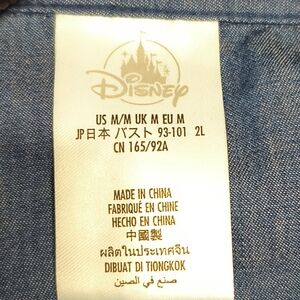 Disney
US M/M UK M EU M
JP日本 バスト 93-101 2L
CN 165/92A
MADE IN CHINA
FABRIQUÉ EN CHINE
HECHO EN CHINA
中國製
ผลิตในประเทศจีน
DIBUAT DI TIONGKOK
صنع في الصين